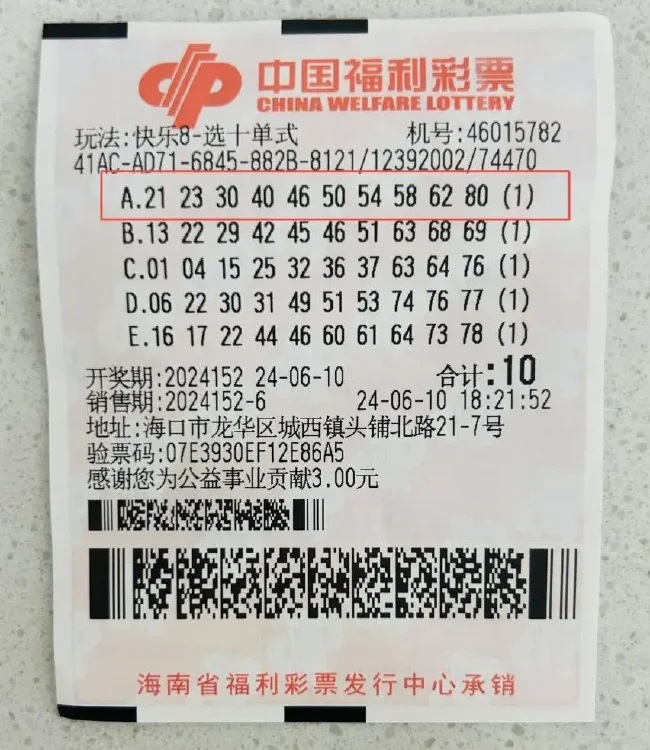 中国福利彩票
CHINA WELFARE LOTTERY
玩法:快乐8-选十单式 机号:46015782
41AC-AD71-6845-882B-8121/12392002/74470
A.21 23 30 40 46 50 54 58 62 80 (1)
B.13 22 29 42 45 46 51 63 68 69 (1)
C.01 04 15 25 32 36 37 63 64 76 (1)
D.06 22 30 31 49 51 53 74 76 77 (1)
E.16 17 22 44 46 60 61 64 73 78 (1)
开奖期:2024152 24-06-10 合计:10
销售期:2024152-6 24-06-10 18:21:52
地址:海口市龙华区城西镇头铺北路21-7号
验票码:07E3930EF12E86A5
感谢您为公益事业贡献3.00元
海南省福利彩票发行中心承销